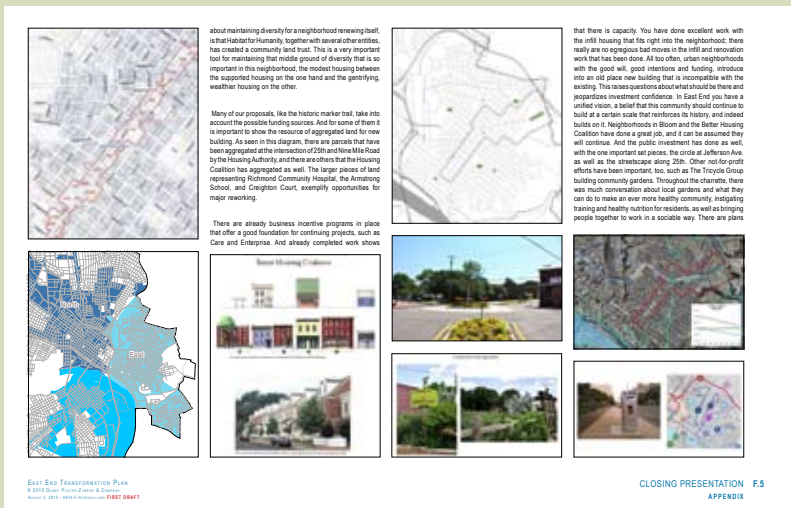 about maintaining diversity for a neighborhood renewing itself,
is that Habitat for Humanity, together with several other entities,
has created a community land trust. This is a very important
tool for maintaining that middle ground of diversity that is so
important in this neighborhood, the modest housing between
the supported housing on the one hand and the gentrifying,
wealthier housing on the other.
Many of our proposals, like the historic marker trail, take into
account the possible funding sources. And for some of them it
is important to show the resource of aggregated land for new
building. As seen in this diagram, there are parcels that have
been aggregated at the intersection of 25th and Nine Mile Road
by the Housing Authority, and there are others that the Housing
Coalition has aggregated as well. The larger pieces of land
representing Richmond Community Hospital, the Armstrong
School, and Creighton Court, exemplify opportunities for
major reworking.
There are already business incentive programs in place
that offer a good foundation for continuing projects, such as
Care and Enterprise. And already completed work shows
that there is capacity. You have done excellent work with
the infill housing that fits right into the neighborhood; there
really are no egregious bad moves in the infill and renovation
work that has been done. All too often, urban neighborhoods
with the good will, good intentions and funding, introduce
into an old place new building that is incompatible with the
existing. This raises questions about what should be there and
jeopardizes investment confidence. In East End you have a
unified vision, a belief that this community should continue to
build at a certain scale that reinforces its history, and indeed
builds on it. Neighborhoods in Bloom and the Better Housing
Coalition have done a great job, and it can be assumed they
will continue. And the public investment has done as well,
with the one important set pieces, the circle at Jefferson Ave.
as well as the streetscape along 25th. Other not-for-profit
efforts have been important, too, such as The Tricycle Group
building community gardens. Throughout the charrette, there
was much conversation about local gardens and what they
can do to make an ever more healthy community, instigating
training and healthy nutrition for residents, as well as bringing
people together to work in a sociable way. There are plans
North
East
Better Housing Coalition
EAST END TRANSFORMATION PLAN
© 2010 DUANY PLATER-ZYBERK & COMPANY
FIRST DRAFT
CLOSING PRESENTATION F.5
APPENDIX